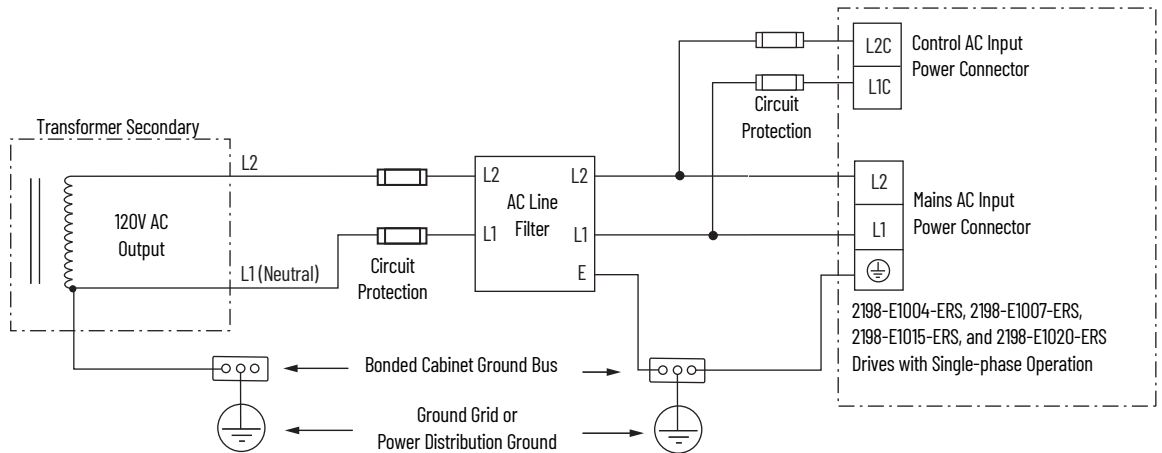 L2C
Control AC Input
Power Connector
L1C
Circuit
Protection
Transformer Secondary
L2
120V AC
Output
L1 (Neutral)
Circuit
Protection
L2
L2
AC Line
Filter
L1
L1
E
L2
Mains AC Input
Power Connector
L1
2198-E1004-ERS, 2198-E1007-ERS,
2198-E1015-ERS, and 2198-E1020-ERS
Drives with Single-phase Operation
Bonded Cabinet Ground Bus
Ground Grid or
Power Distribution Ground